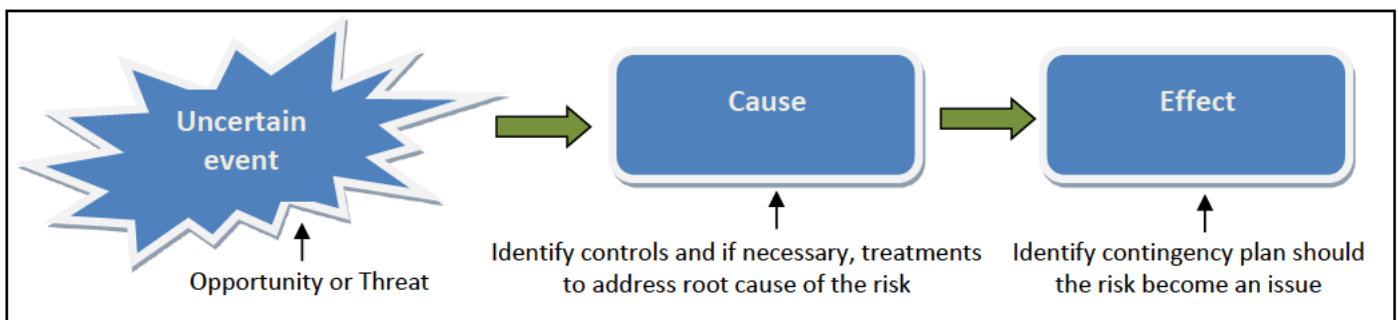 Uncertain
event
Cause
Effect
Opportunity or Threat
Identify controls and if necessary, treatments
to address root cause of the risk
Identify contingency plan should
the risk become an issue